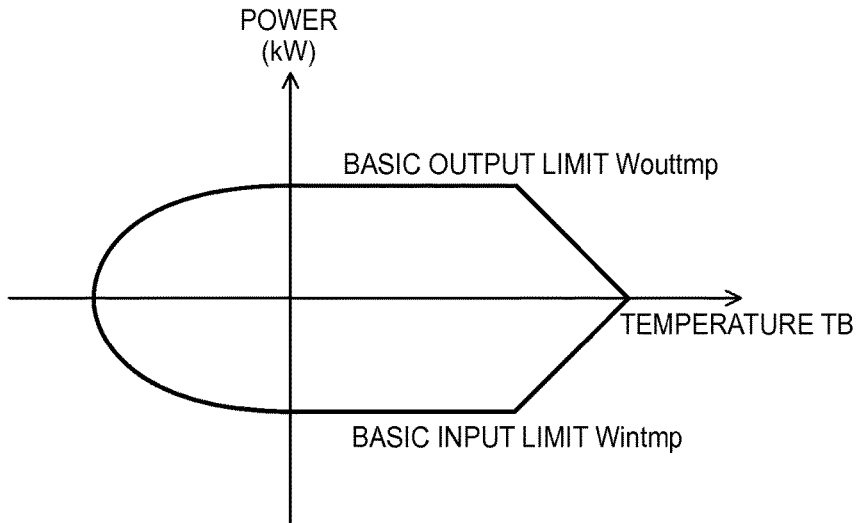 POWER
(kW)
BASIC OUTPUT LIMIT Wouttmp
TEMPERATURE TB
BASIC INPUT LIMIT Wintmp